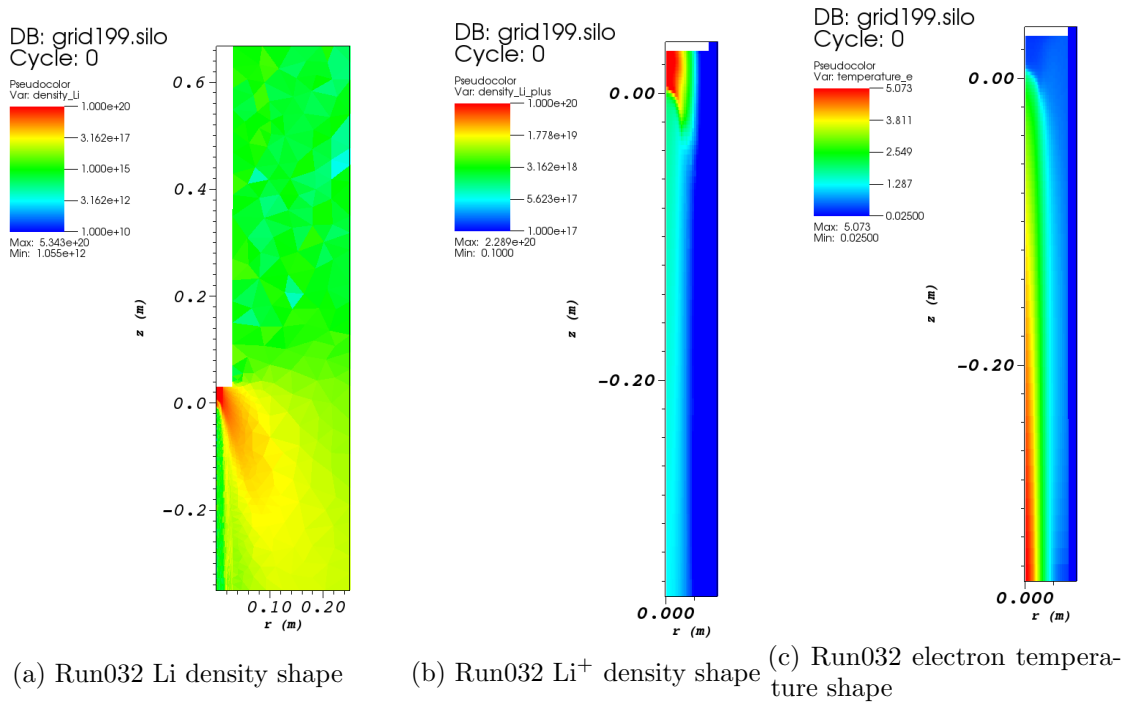 DB: grid199.silo
Cycle: 0
Pseudocolor
Var: density_Li
1.000e+20
3.162e+17
1.000e+15
3.162e+12
1.000e+10
Max: 5.343e+20
Min: 1.055e+12
0.6
0.4
0.2
0.0
-0.2
z (m)
0.10 0.20
r (m)
(a) Run032 Li density shape
DB: grid199.silo
Cycle: 0
Pseudocolor
Var: density_Li_plus
1.000e+20
1.778e+19
3.162e+18
5.623e+17
1.000e+17
Max: 2.289e+20
Min: 0.1000
0.00
-0.20
z (m)
0.000
r (m)
(b) Run032 Li⁺ density shape
DB: grid199.silo
Cycle: 0
Pseudocolor
Var: temperature_e
5.073
3.811
2.549
1.287
0.02500
Max: 5.073
Min: 0.02500
0.00
-0.20
z (m)
0.000
r (m)
(c) Run032 electron tempera-
ture shape